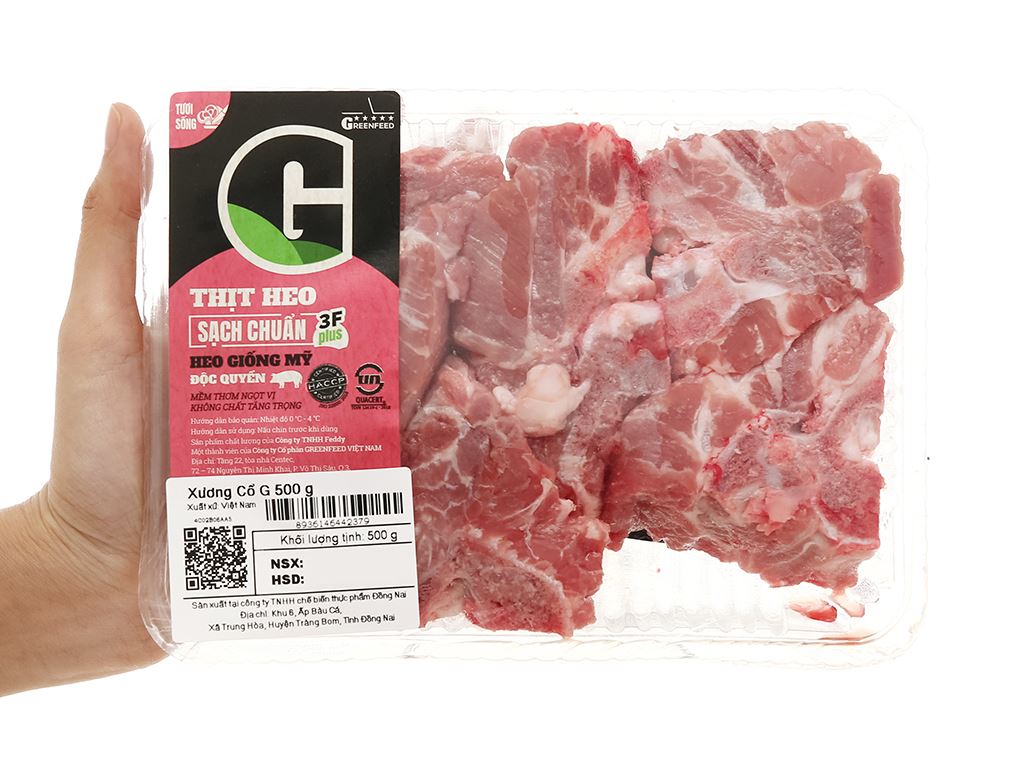 TƯƠI
SỐNG
GREENFEED
G
THỊT HEO
SẠCH CHUẨN 3F plus
HEO GIỐNG MỸ
ĐỘC QUYỀN
MỀM THƠM NGỌT VỊ
KHÔNG CHẤT TĂNG TRỌNG
CERTIFIED HACCP CERTIFIED
QUACERT
Hướng dẫn bảo quản: Nhiệt độ 0 °C - 4 °C
Hướng dẫn sử dụng: Nấu chín trước khi dùng
Sản phẩm chất lượng của Công ty TNHH Feddy
Một thành viên của Công ty Cổ phần GREENFEED VIỆT NAM
Địa chỉ: Tầng 22, tòa nhà Centec,
72 – 74 Nguyễn Thị Minh Khai, P. Võ Thị Sáu, Q.3,
Xương Cổ G 500 g
Xuất xứ: Việt Nam
8936146442379
4C02B06AA5
Khối lượng tịnh: 500 g
NSX:
HSD:
Sản xuất tại công ty TNHH chế biến thực phẩm Đồng Nai
Địa chỉ: Khu 6, Ấp Bàu Cá,
Xã Trung Hòa, Huyện Trảng Bom, Tỉnh Đồng Nai